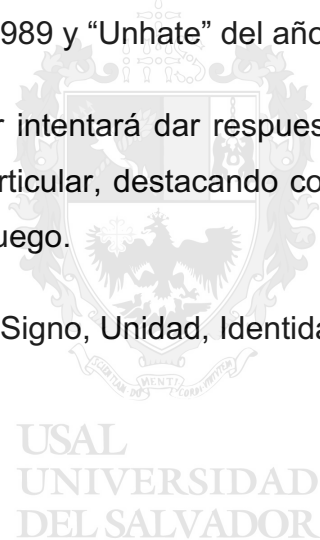 989 y “Unhate” del año
r intentará dar respues
rticular, destacando co
uego.
Signo, Unidad, Identida
USAL
UNIVERSIDAD
DEL SALVADOR